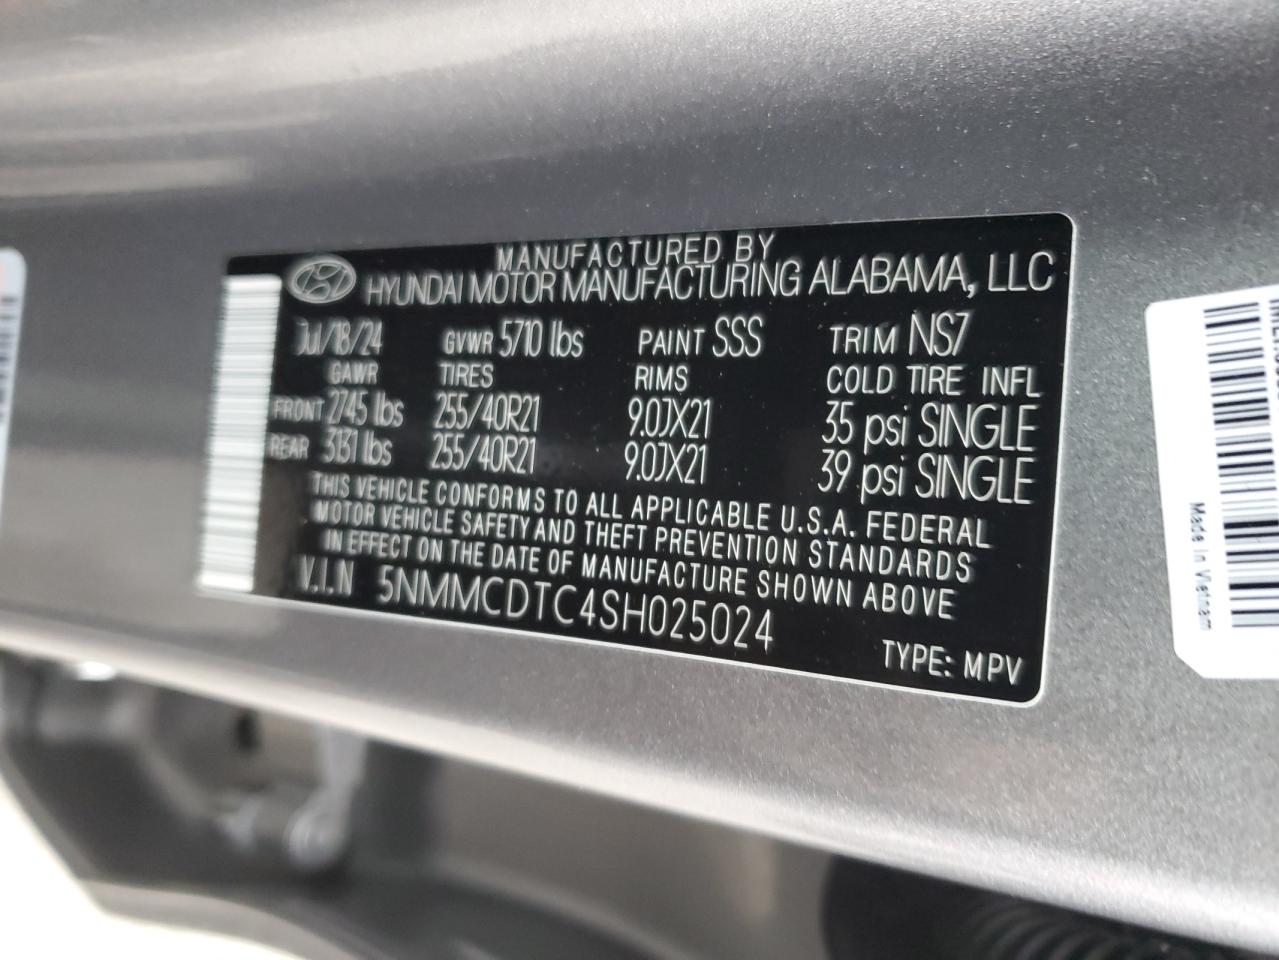 MANUFACTURED BY
HYUNDAI MOTOR MANUFACTURING ALABAMA, LLC
Jul/18/24 GVWR 5710 lbs PAINT SSS TRIM NS7
GAWR TIRES RIMS COLD TIRE INFL
FRONT 2745 lbs 255/40R21 9.0JX21 35 psi SINGLE
REAR 3131 lbs 255/40R21 9.0JX21 39 psi SINGLE
THIS VEHICLE CONFORMS TO ALL APPLICABLE U.S.A. FEDERAL
MOTOR VEHICLE SAFETY AND THEFT PREVENTION STANDARDS
IN EFFECT ON THE DATE OF MANUFACTURE SHOWN ABOVE
V.I.N 5NMMCDTC4SH025024
TYPE: MPV
Made in Vietnam